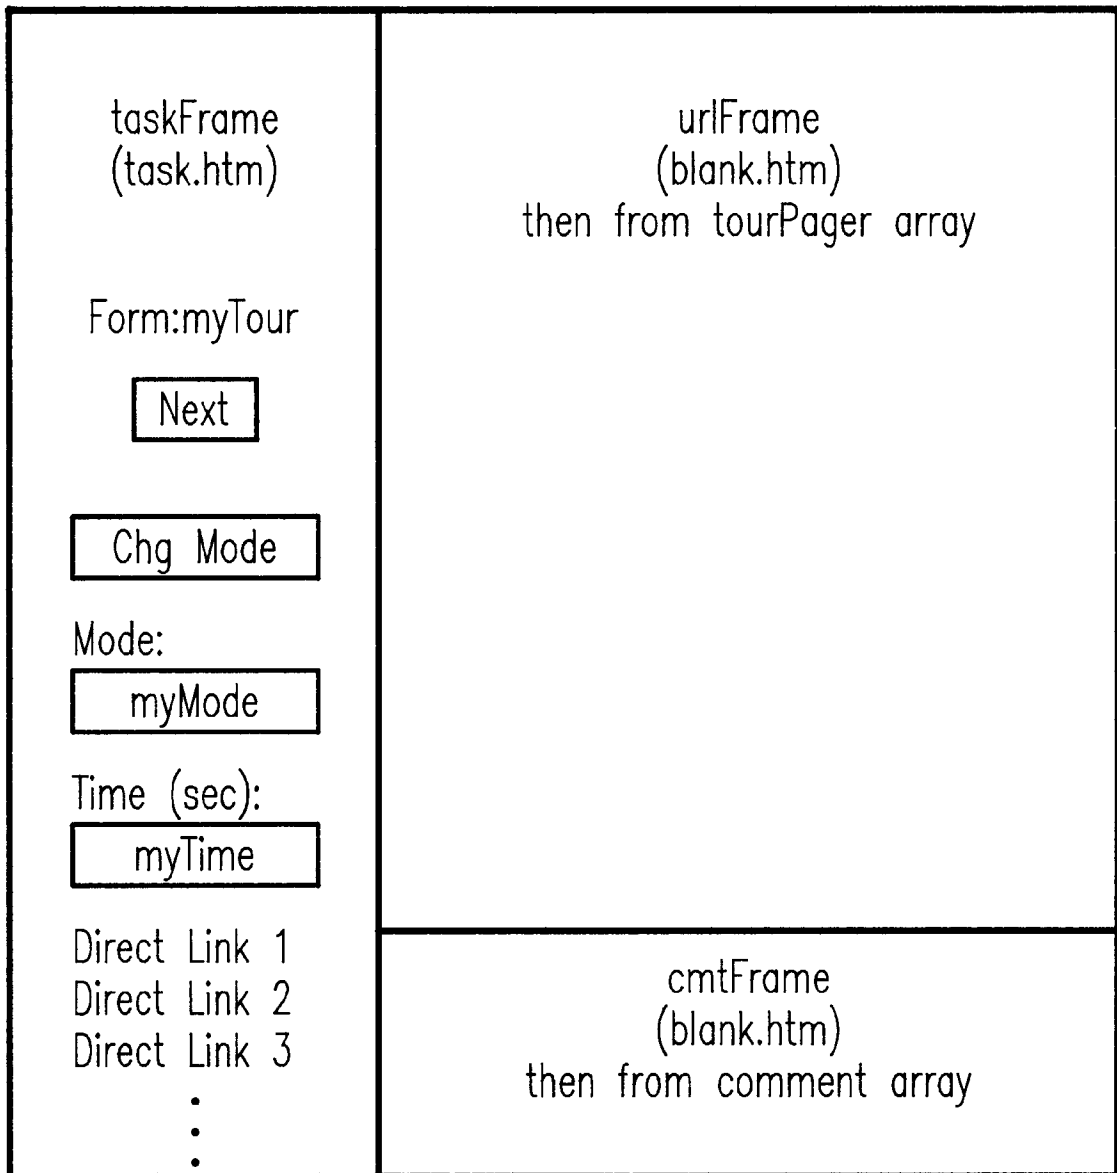 taskFrame
(task.htm)
Form:myTour
Next
Chg Mode
Mode:
myMode
Time (sec):
myTime
Direct Link 1
Direct Link 2
Direct Link 3
urlFrame
(blank.htm)
then from tourPager array
cmtFrame
(blank.htm)
then from comment array